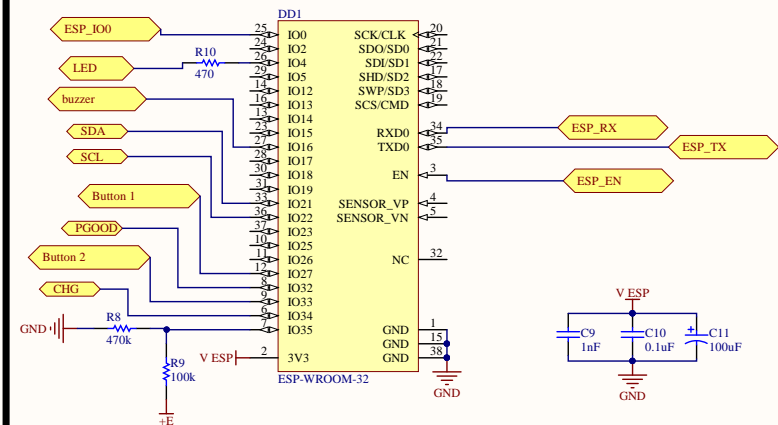 DD1
ESP_IO0
LED
R10
470
buzzer
SDA
SCL
Button 1
PGOOD
Button 2
CHG
GND
R8
470k
R9
100k
+E
V ESP
25 IO0
24 IO2
26 IO4
29 IO5
14 IO12
16 IO13
13 IO14
23 IO15
27 IO16
28 IO17
30 IO18
31 IO19
33 IO21
36 IO22
37 IO23
10 IO25
11 IO26
12 IO27
8 IO32
9 IO33
6 IO34
7 IO35
2 3V3
SCK/CLK 20
SDO/SD0 21
SDI/SD1 22
SHD/SD2 17
SWP/SD3 18
SCS/CMD 19
RXD0 34
TXD0 35
EN 3
SENSOR_VP 4
SENSOR_VN 5
NC 32
GND 1
GND 15
GND 38
ESP-WROOM-32
GND
ESP_RX
ESP_TX
ESP_EN
V ESP
C9
1nF
C10
0.1uF
+
C11
100uF
GND